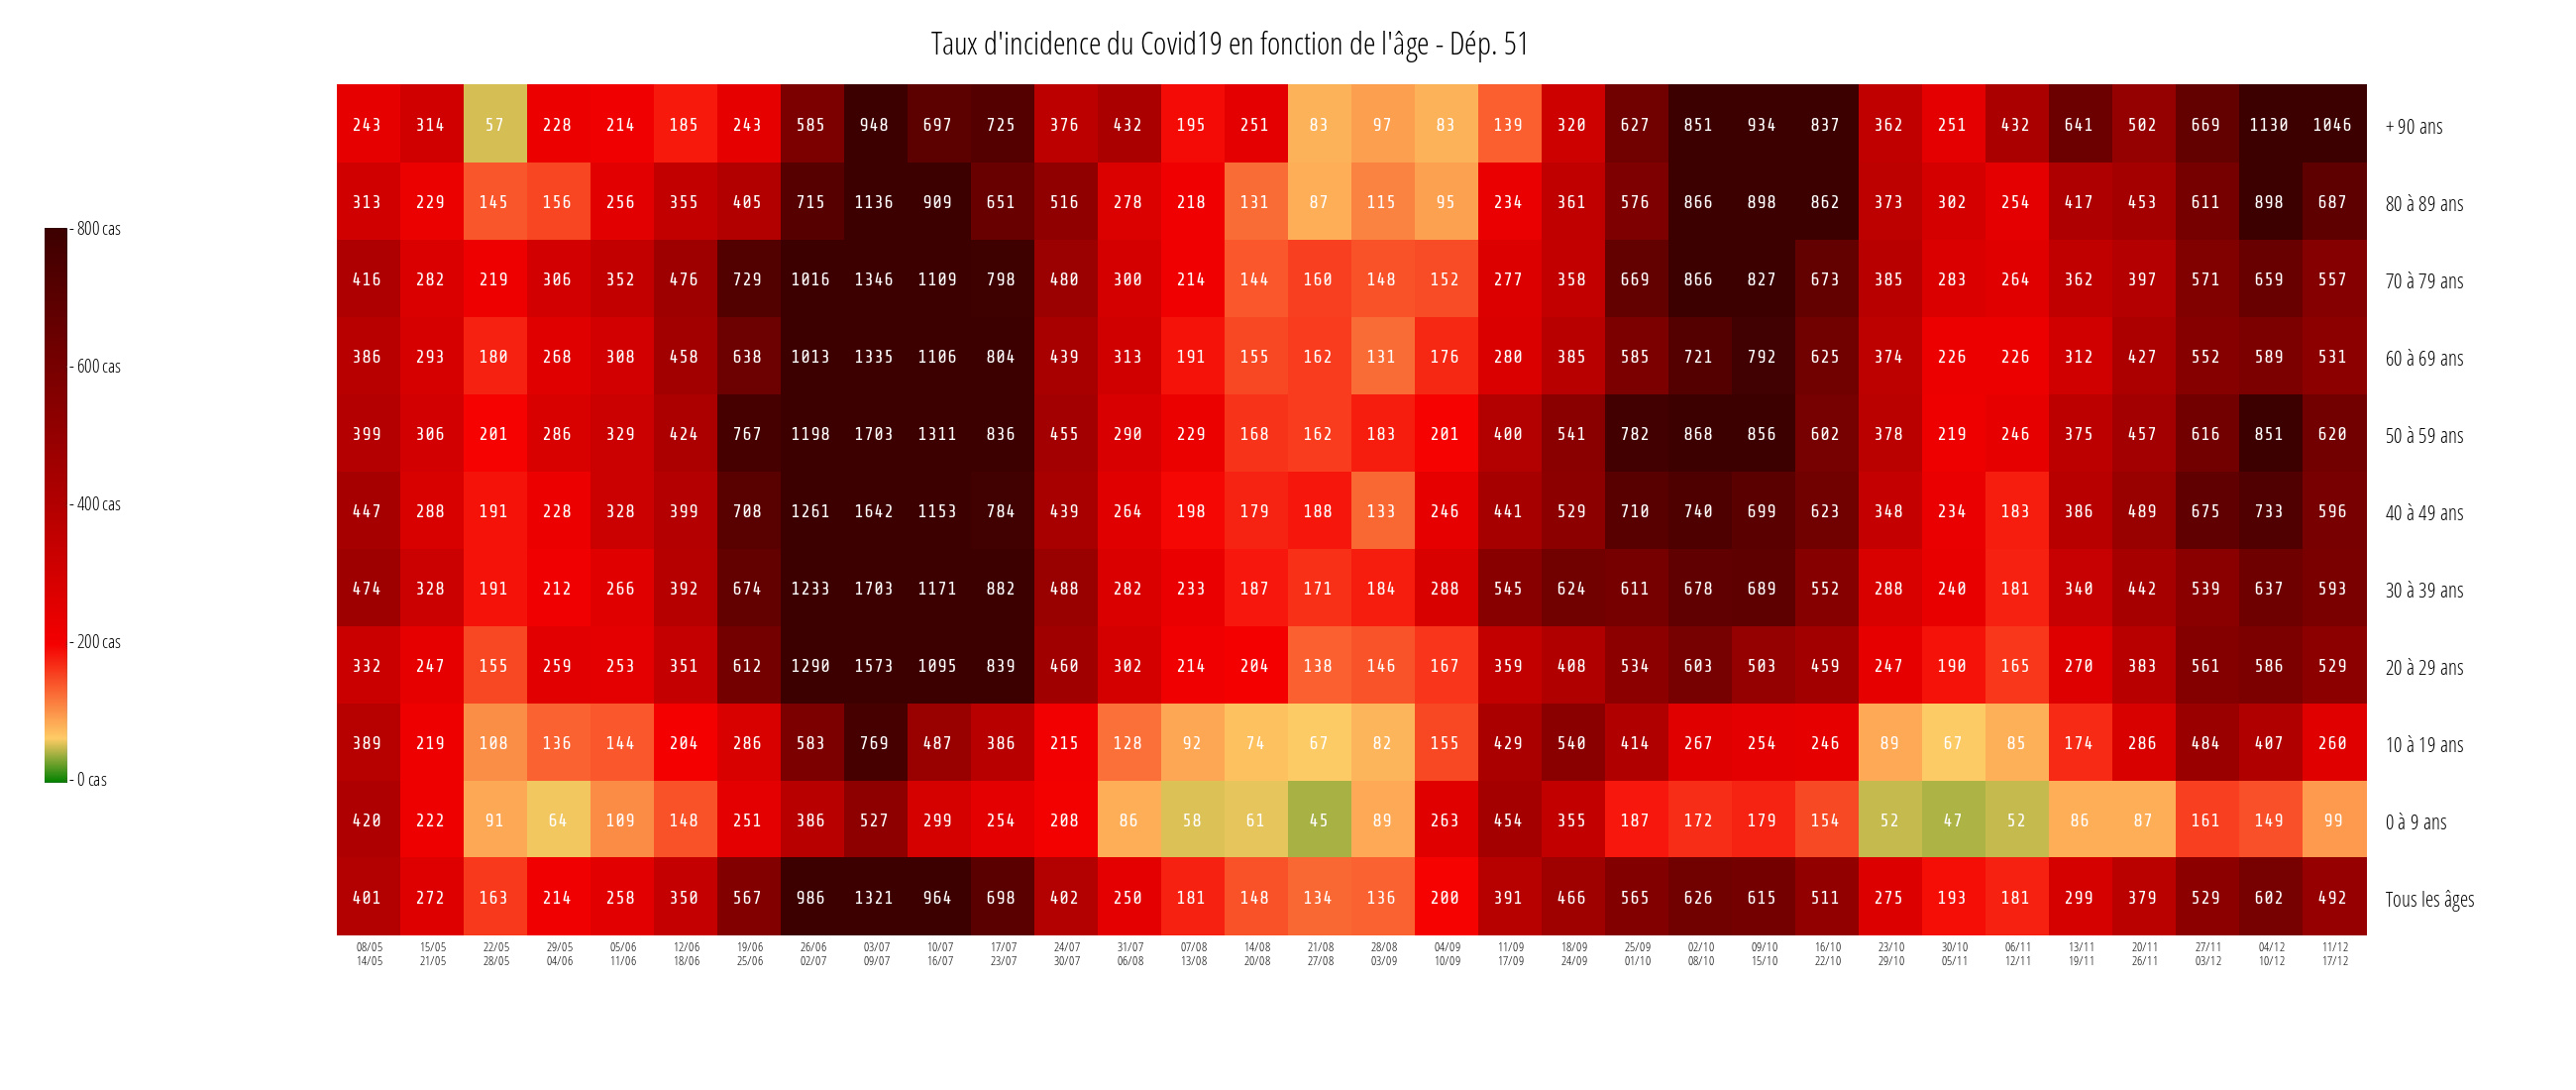 Taux d'incidence du Covid19 en fonction de l'âge - Dép. 51
243 314 57 228 214 185 243 585 948 697 725 376 432 195 251 83 97 83 139 320 627 851 934 837 362 251 432 641 502 669 1130 1046 + 90 ans
313 229 145 156 256 355 405 715 1136 909 651 516 278 218 131 87 115 95 234 361 576 866 898 862 373 302 254 417 453 611 898 687 80 à 89 ans
416 282 219 306 352 476 729 1016 1346 1109 798 480 300 214 144 160 148 152 277 358 669 866 827 673 385 283 264 362 397 571 659 557 70 à 79 ans
386 293 180 268 308 458 638 1013 1335 1106 804 439 313 191 155 162 131 176 280 385 585 721 792 625 374 226 226 312 427 552 589 531 60 à 69 ans
399 306 201 286 329 424 767 1198 1703 1311 836 455 290 229 168 162 183 201 400 541 782 868 856 602 378 219 246 375 457 616 851 620 50 à 59 ans
447 288 191 228 328 399 708 1261 1642 1153 784 439 264 198 179 188 133 246 441 529 710 740 699 623 348 234 183 386 489 675 733 596 40 à 49 ans
474 328 191 212 266 392 674 1233 1703 1171 882 488 282 233 187 171 184 288 545 624 611 678 689 552 288 240 181 340 442 539 637 593 30 à 39 ans
332 247 155 259 253 351 612 1290 1573 1095 839 460 302 214 204 138 146 167 359 408 534 603 503 459 247 190 165 270 383 561 586 529 20 à 29 ans
389 219 108 136 144 204 286 583 769 487 386 215 128 92 74 67 82 155 429 540 414 267 254 246 89 67 85 174 286 484 407 260 10 à 19 ans
420 222 91 64 109 148 251 386 527 299 254 208 86 58 61 45 89 263 454 355 187 172 179 154 52 47 52 86 87 161 149 99 0 à 9 ans
401 272 163 214 258 350 567 986 1321 964 698 402 250 181 148 134 136 200 391 466 565 626 615 511 275 193 181 299 379 529 602 492 Tous les âges
08/05 15/05 22/05 29/05 05/06 12/06 19/06 26/06 03/07 10/07 17/07 24/07 31/07 07/08 14/08 21/08 28/08 04/09 11/09 18/09 25/09 02/10 09/10 16/10 23/10 30/10 06/11 13/11 20/11 27/11 04/12 11/12
14/05 21/05 28/05 04/06 11/06 18/06 25/06 02/07 09/07 16/07 23/07 30/07 06/08 13/08 20/08 27/08 03/09 10/09 17/09 24/09 01/10 08/10 15/10 22/10 29/10 05/11 12/11 19/11 26/11 03/12 10/12 17/12
- 800 cas
- 600 cas
- 400 cas
- 200 cas
- 0 cas